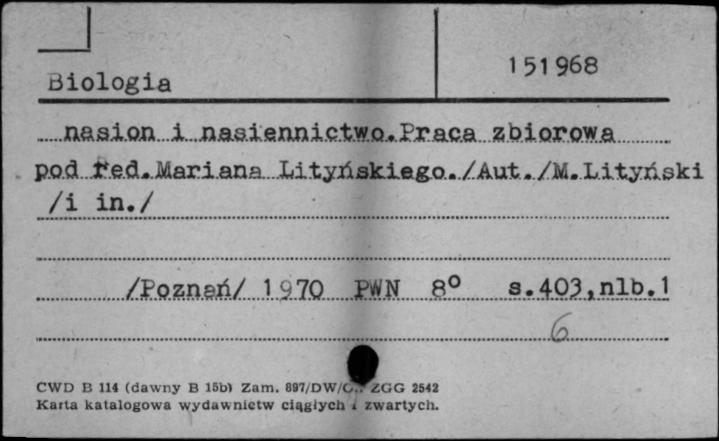 Biologia 151968
nasion i nasiennictwo.Praca zbiorowa
pod red.Mariana Lityńskiego./Aut./M.Lityński
/i in./
/Poznań/ 1970 PWN 8° s.403,nlb.1
6
CWD B 114 (dawny B 15b) Zam. 897/DW/ ZGG 2542
Karta katalogowa wydawnictw ciągłych i zwartych.